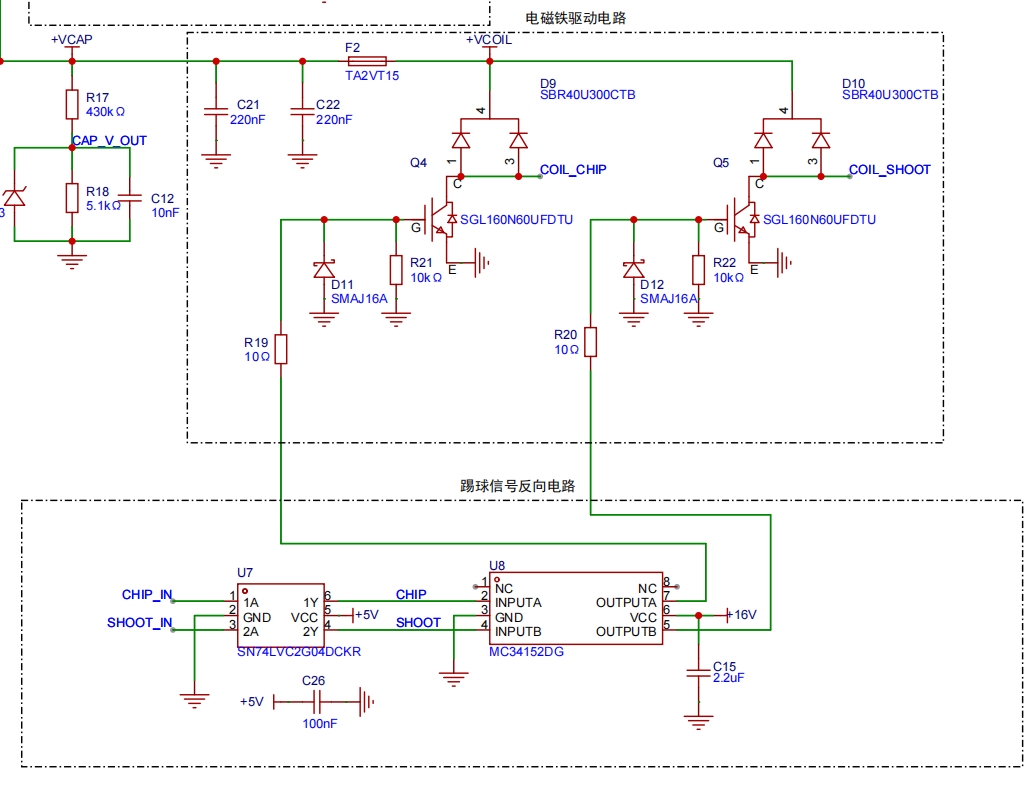 电磁铁驱动电路
+VCAP
F2
+VCOIL
TA2VT15
D9
SBR40U300CTB
D10
SBR40U300CTB
R17
430kΩ
C21
220nF
C22
220nF
4
4
CAP_V_OUT
Q4
1
3
COIL_CHIP
Q5
1
3
COIL_SHOOT
C
C
R18
5.1kΩ
C12
10nF
3
G
SGL160N60UFDTU
G
SGL160N60UFDTU
E
E
R21
10kΩ
R22
10kΩ
D11
SMAJ16A
D12
SMAJ16A
R19
10Ω
R20
10Ω
踢球信号反向电路
U7
U8
CHIP_IN
1
1A
1Y
6
CHIP
2
GND
VCC
5
+5V
SHOOT_IN
3
2A
2Y
4
SHOOT
SN74LVC2G04DCKR
1
NC
NC
8
2
INPUTA
OUTPUTA
7
3
GND
VCC
6
+16V
4
INPUTB
OUTPUTB
5
MC34152DG
C15
2.2uF
C26
+5V
100nF